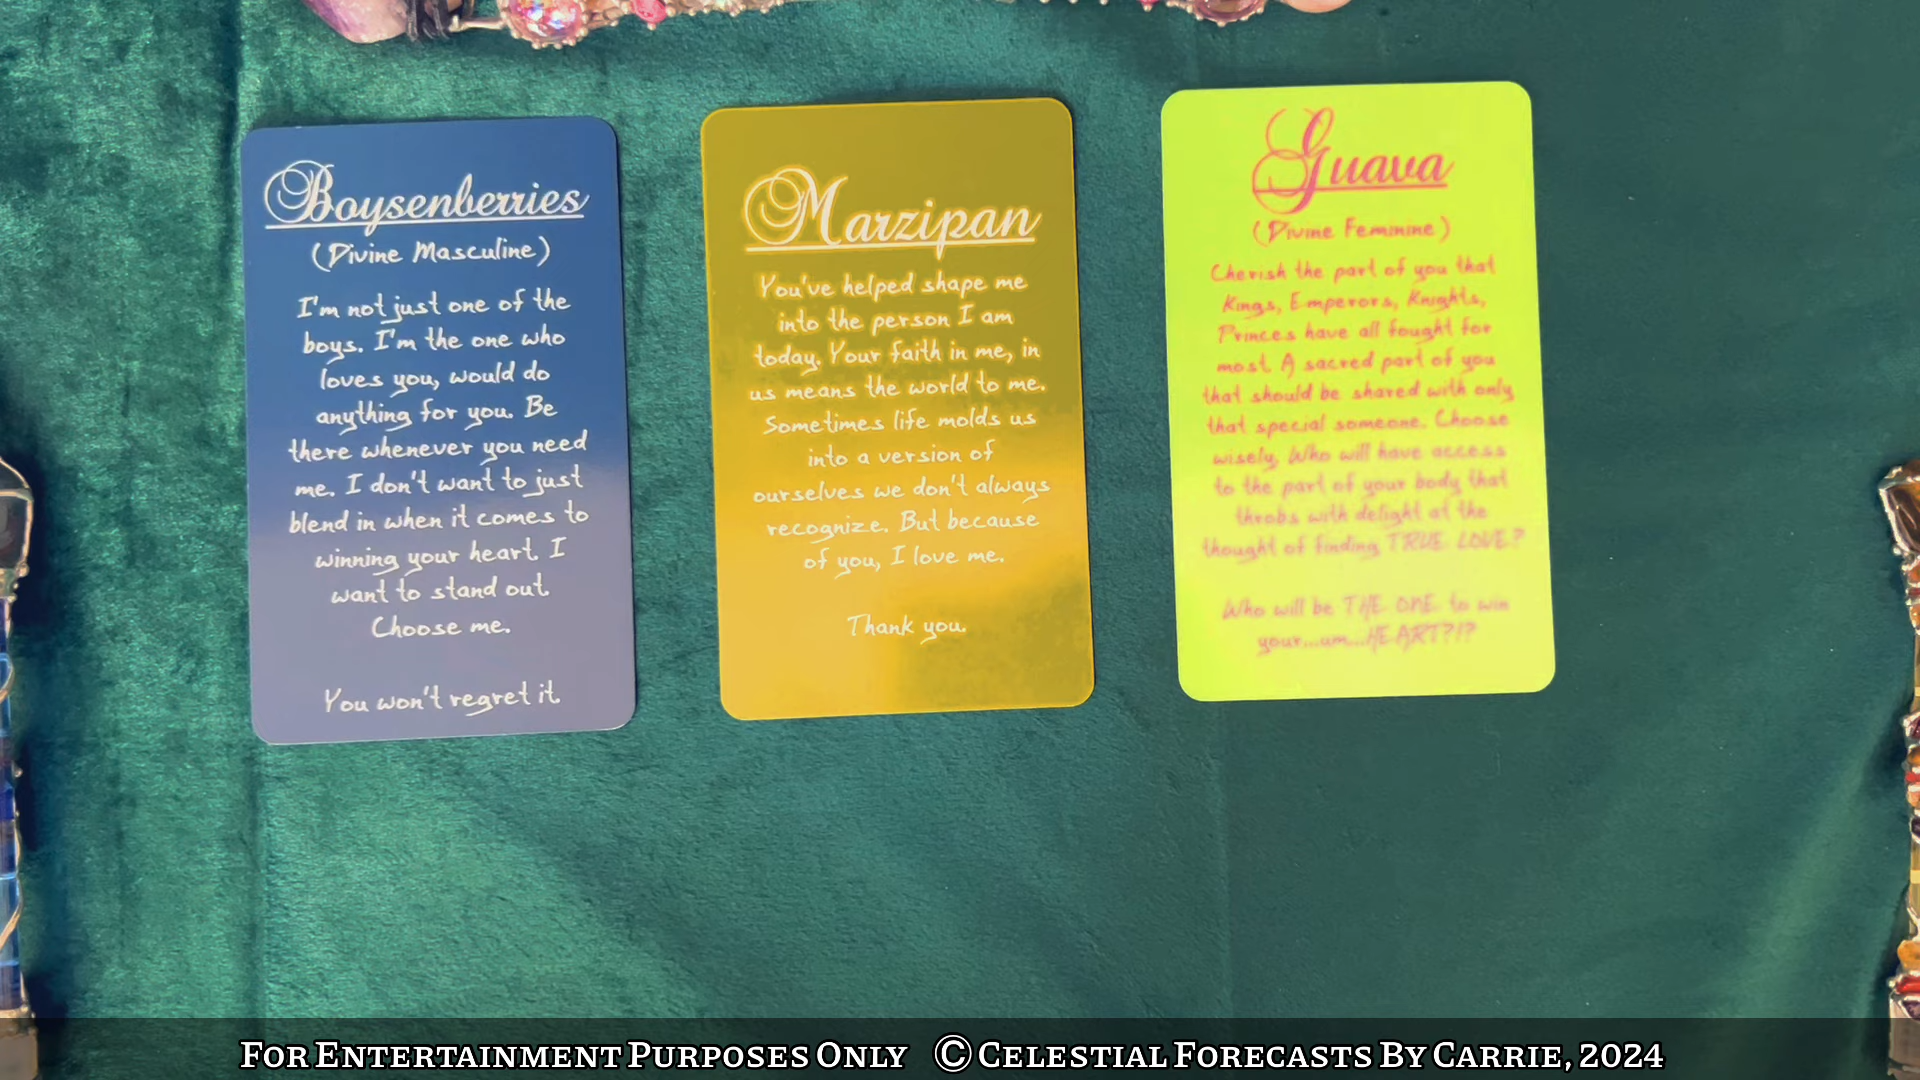 Boysenberries
(Divine Masculine)
I'm not just one of the
boys. I'm the one who
loves you, would do
anything for you. Be
there whenever you need
me. I don't want to just
blend in when it comes to
winning your heart. I
want to stand out.
Choose me.
You won't regret it.
Marzipan
You've helped shape me
into the person I am
today. Your faith in me, in
us means the world to me.
Sometimes life molds us
into a version of
ourselves we don't always
recognize. But because
of you, I love me.
Thank you.
Guava
(Divine Feminine)
Cherish the part of you that
Kings, Emperors, Knights,
Princes have all fought for
most. A sacred part of you
that should be shared with only
that special someone. Choose
wisely, Who will have access
to the part of your body that
throbs with delight at the
thought of finding TRUE LOVE?
Who will be THE ONE to win
your...um...HEART?!?
For Entertainment Purposes Only © Celestial Forecasts By Carrie, 2024